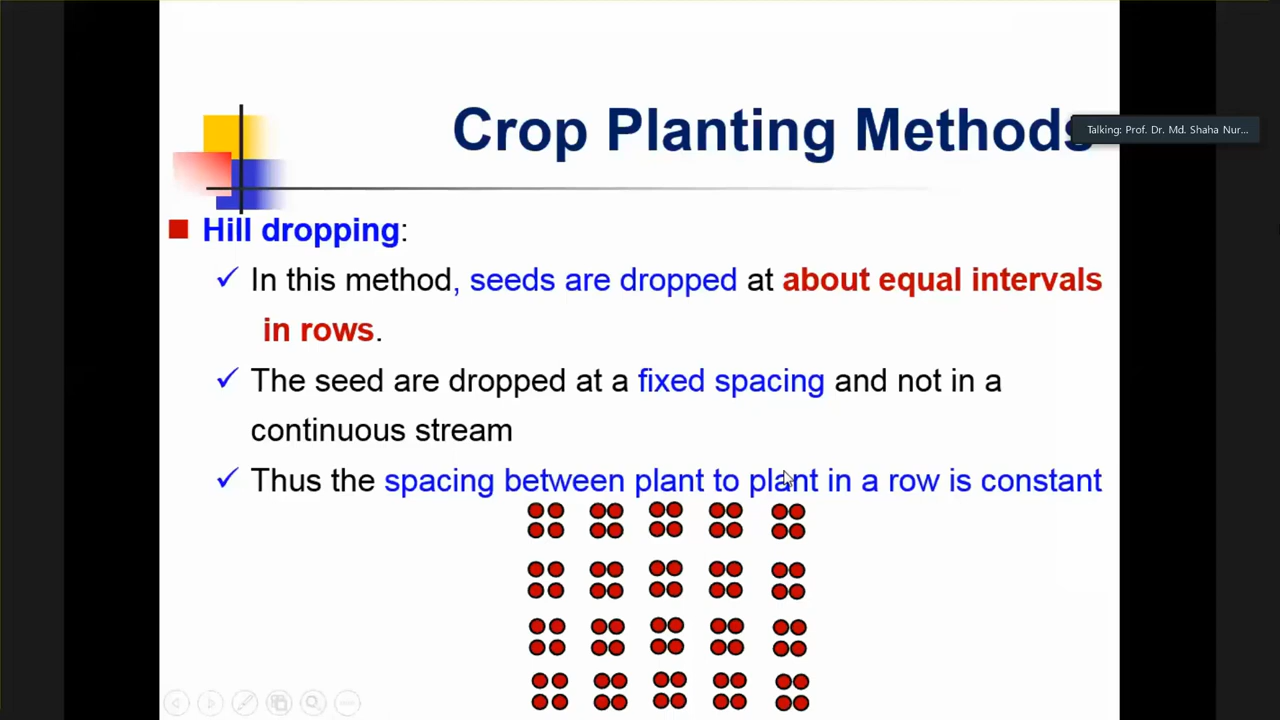 Crop Planting Methods
Talking: Prof. Dr. Md. Shaha Nur...
Hill dropping:
In this method, seeds are dropped at about equal intervals
in rows.
The seed are dropped at a fixed spacing and not in a
continuous stream
Thus the spacing between plant to plant in a row is constant